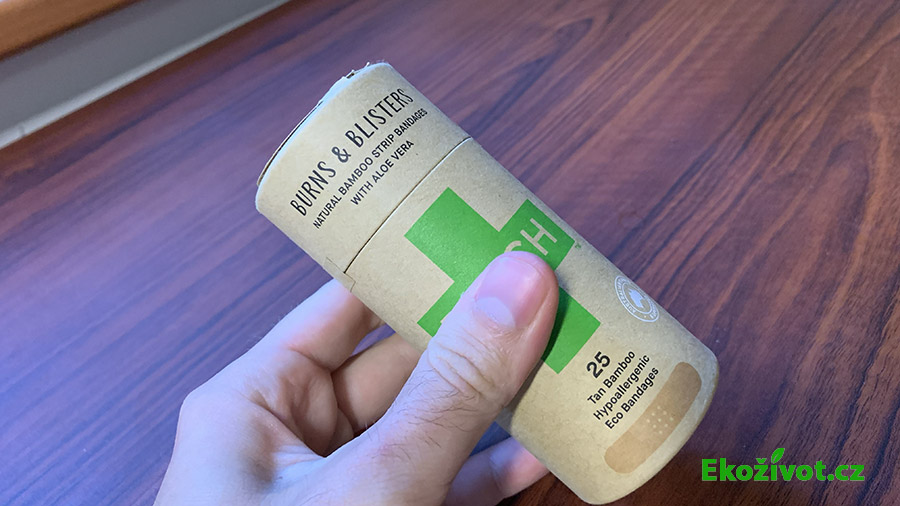 BURNS & BLISTERS
NATURAL BAMBOO STRIP BANDAGES
WITH ALOE VERA
25
Tan Bamboo
Hypoallergenic
Eco Bandages
Ekoživot.cz